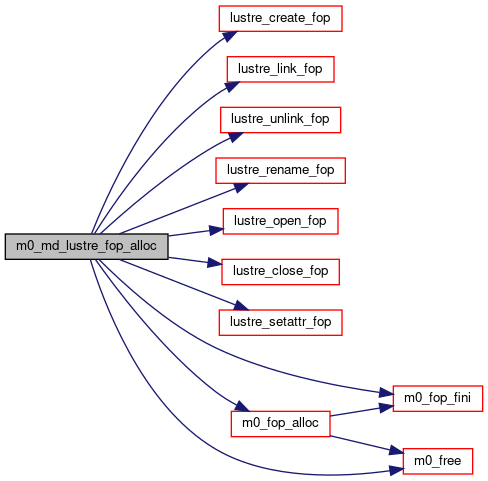 lustre_create_fop
lustre_link_fop
lustre_unlink_fop
lustre_rename_fop
lustre_open_fop
m0_md_lustre_fop_alloc
lustre_close_fop
lustre_setattr_fop
m0_fop_fini
m0_fop_alloc
m0_free